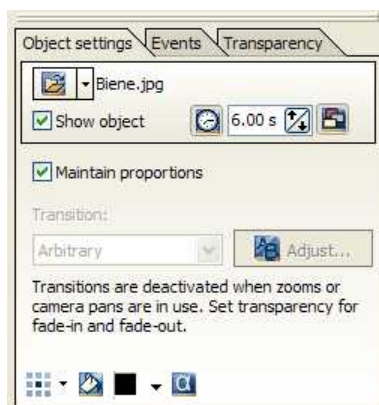 Object settings Events Transparency
Biene.jpg
Show object 6.00 s
Maintain proportions
Transition:
Arbitrary Adjust...
Transitions are deactivated when zooms or
camera pans are in use. Set transparency for
fade-in and fade-out.